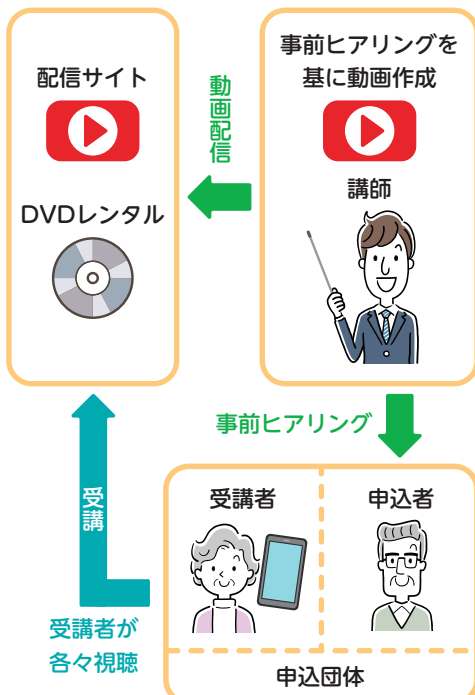 配信サイト
DVDレンタル
動画配信
事前ヒアリングを
基に動画作成
講師
事前ヒアリング
受講
受講者が
各々視聴
受講者
申込者
申込団体